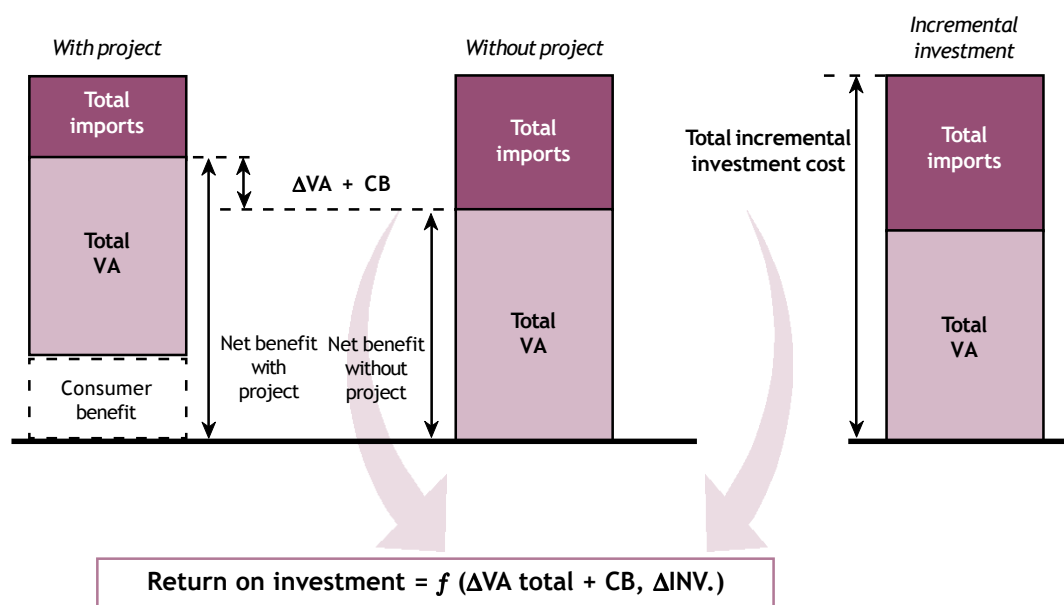 With project
Without project
Incremental
investment
Total
imports
Total
imports
Total incremental
investment cost
Total
imports
ΔVA + CB
Total
VA
Total
VA
Total
VA
Net benefit
with
project
Net benefit
without
project
Consumer
benefit
Return on investment = ƒ (ΔVA total + CB, ΔINV.)